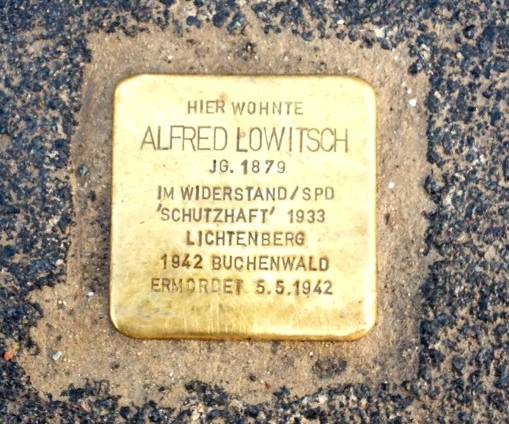 HIER WOHNTE
ALFRED LOWITSCH
JG. 1879
IM WIDERSTAND/SPD
'SCHUTZHAFT' 1933
LICHTENBERG
1942 BUCHENWALD
ERMORDET 5.5.1942